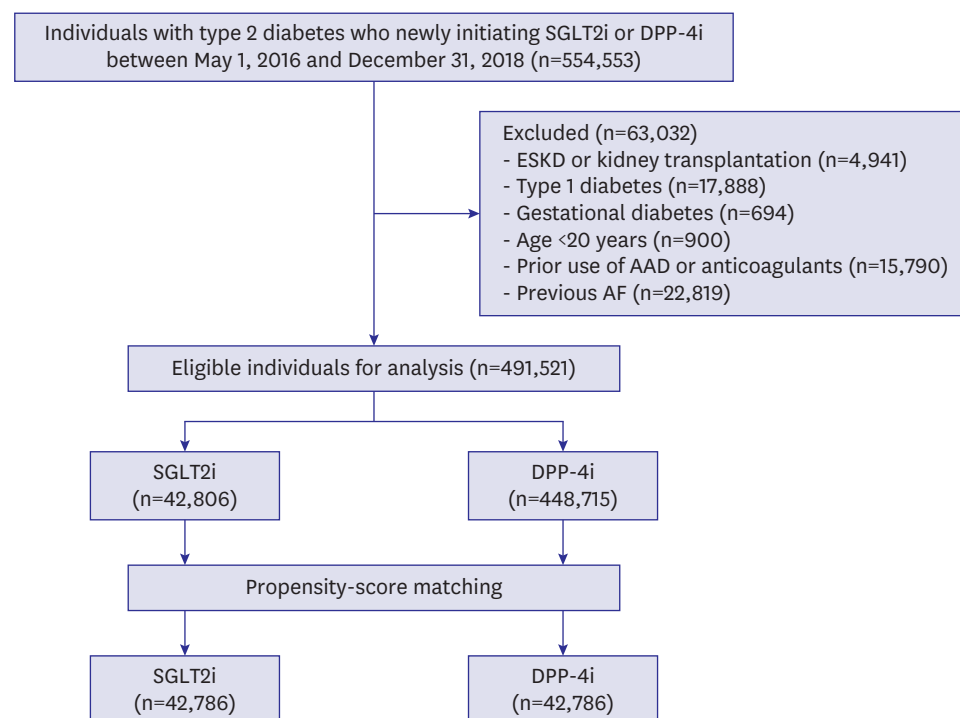 Individuals with type 2 diabetes who newly initiating SGLT2i or DPP-4i
between May 1, 2016 and December 31, 2018 (n=554,553)
Excluded (n=63,032)
- ESKD or kidney transplantation (n=4,941)
- Type 1 diabetes (n=17,888)
- Gestational diabetes (n=694)
- Age <20 years (n=900)
- Prior use of AAD or anticoagulants (n=15,790)
- Previous AF (n=22,819)
Eligible individuals for analysis (n=491,521)
SGLT2i
(n=42,806)
DPP-4i
(n=448,715)
Propensity-score matching
SGLT2i
(n=42,786)
DPP-4i
(n=42,786)